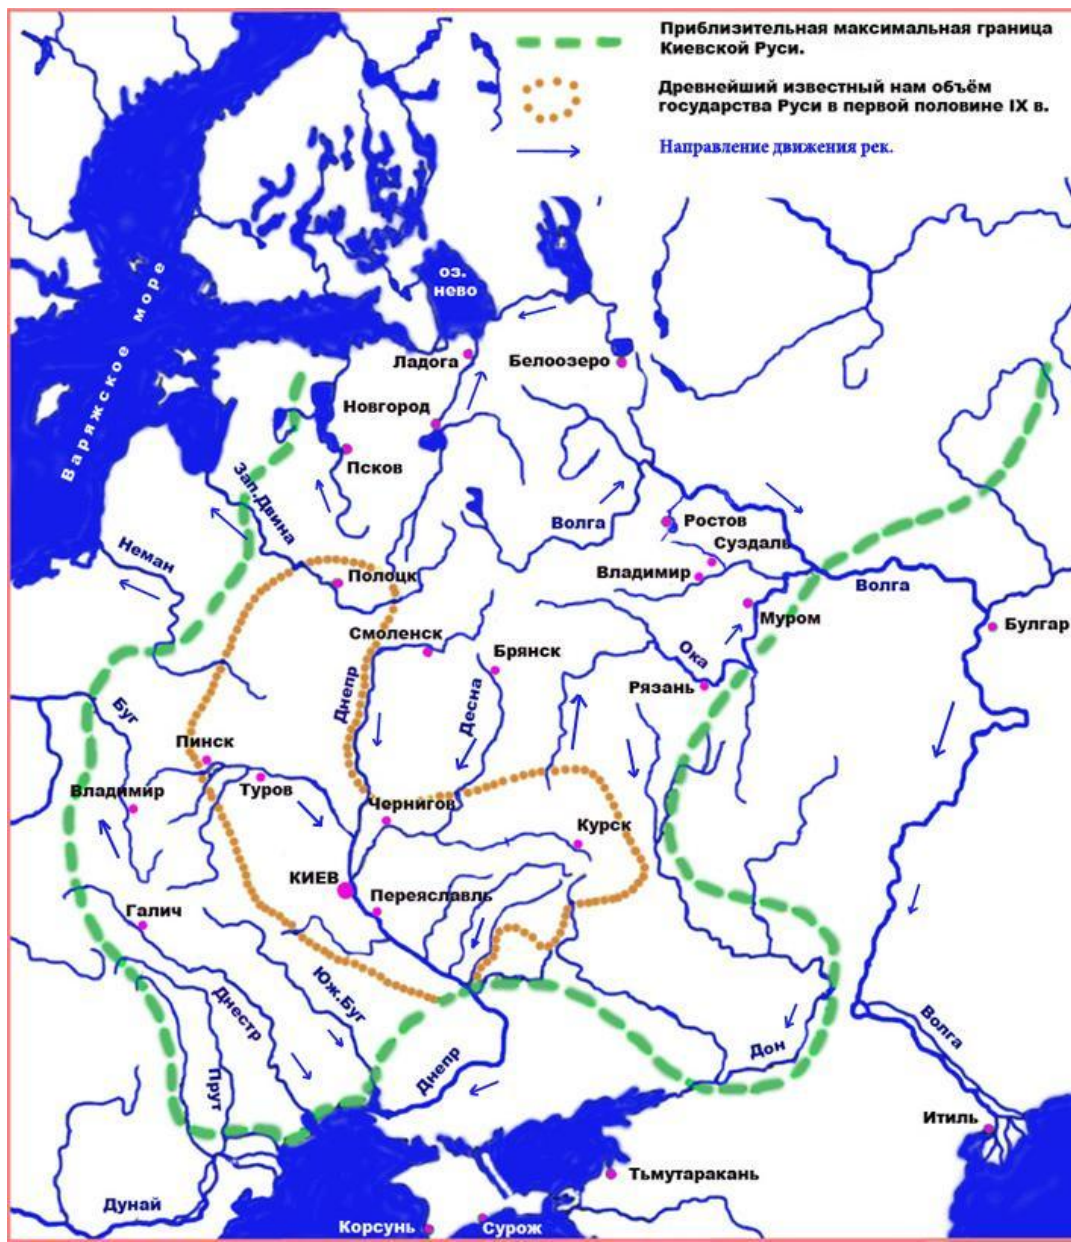 Приблизительная максимальная граница
Киевской Руси.
Древнейший известный нам объём
государства Руси в первой половине IX в.
Направление движения рек.
Варяжское море
оз.
нево
Ладога
Белоозеро
Новгород
Псков
Зап.Двина
Волга
Ростов
Суздаль
Неман
Полоцк
Владимир
Волга
Муром
Булгар
Смоленск
Брянск
Ока
Рязань
Днепр
Десна
Буг
Пинск
Туров
Владимир
Чернигов
Курск
КИЕВ
Переяславль
Галич
Юж.Буг
Днестр
Волга
Дон
Днепр
Прут
Итиль
Тьмутаракань
Дунай
Корсунь
Сурож